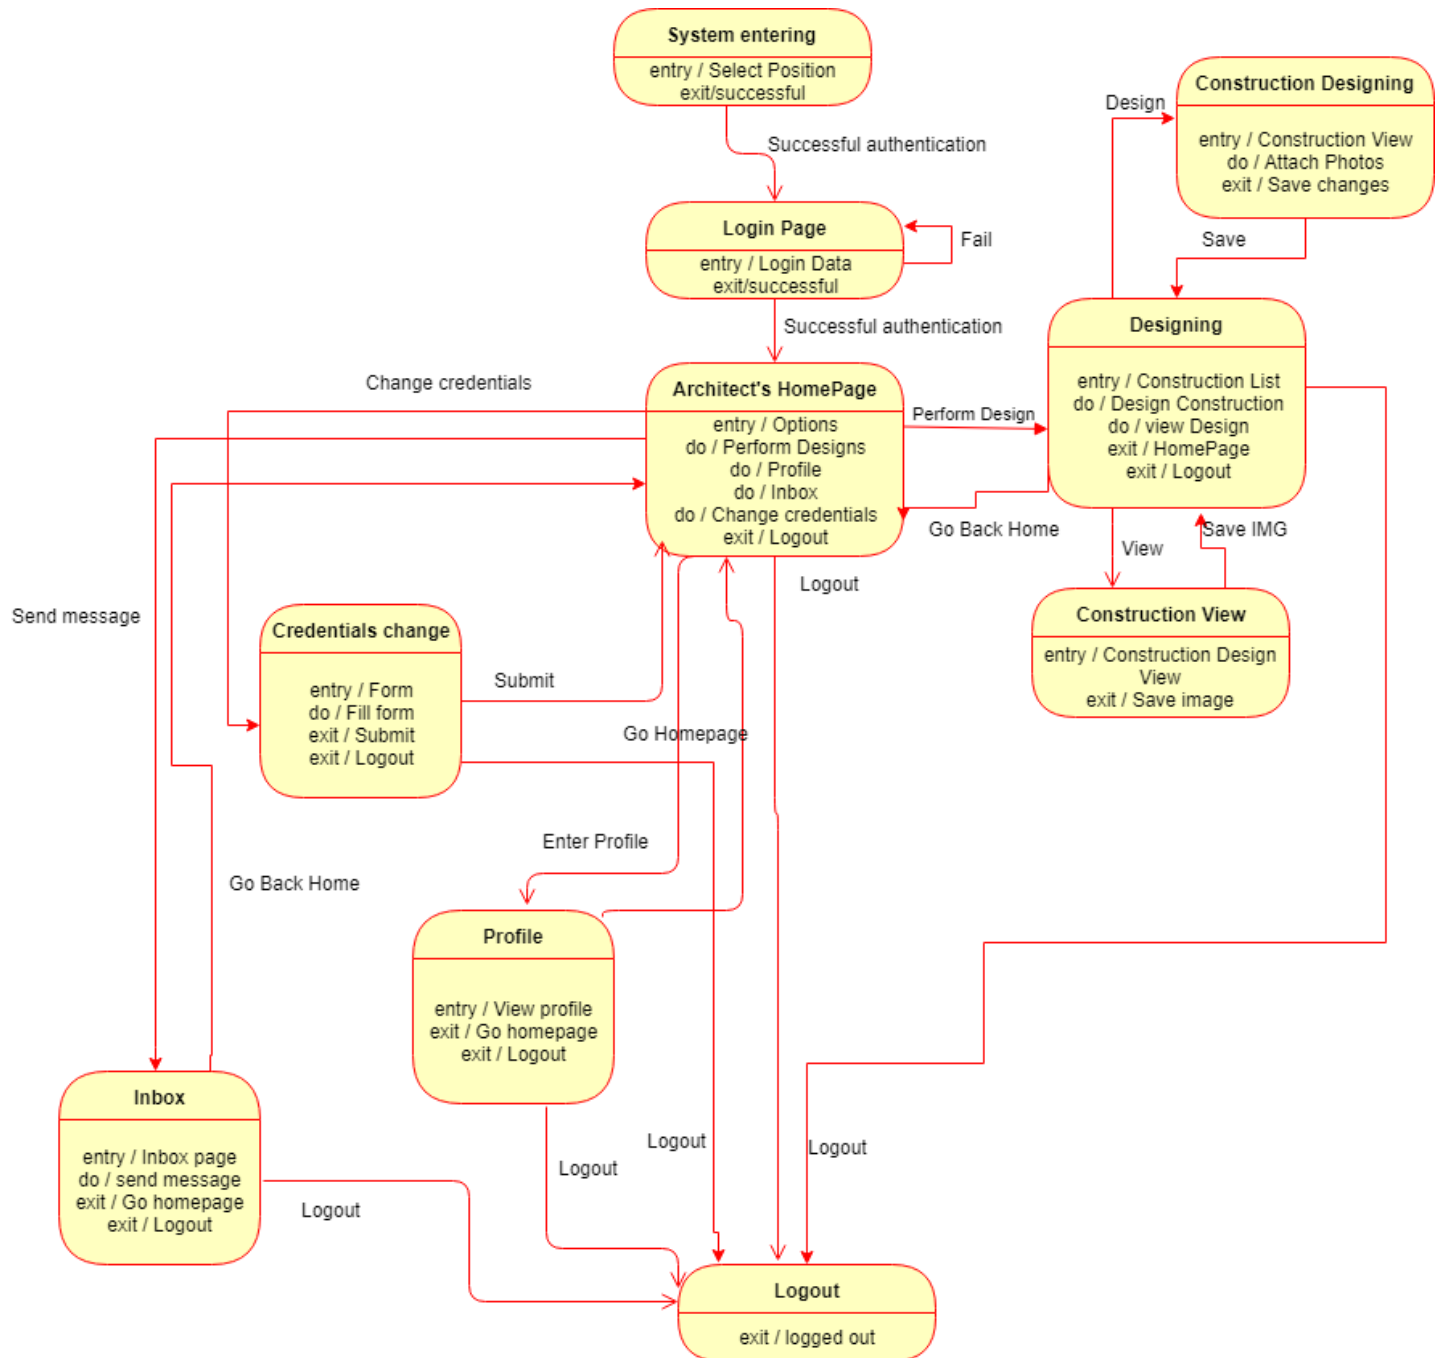 System entering
entry / Select Position
exit/successful
Successful authentication
Construction Designing
entry / Construction View
do / Attach Photos
exit / Save changes
Design
Save
Login Page
entry / Login Data
exit/successful
Fail
Successful authentication
Designing
entry / Construction List
do / Design Construction
do / view Design
exit / HomePage
exit / Logout
Change credentials
Architect's HomePage
entry / Options
do / Perform Designs
do / Profile
do / Inbox
do / Change credentials
exit / Logout
Perform Design
Go Back Home
Save IMG
View
Logout
Send message
Construction View
entry / Construction Design
View
exit / Save image
Credentials change
entry / Form
do / Fill form
exit / Submit
exit / Logout
Submit
Go Homepage
Enter Profile
Go Back Home
Profile
entry / View profile
exit / Go homepage
exit / Logout
Inbox
entry / Inbox page
do / send message
exit / Go homepage
exit / Logout
Logout
Logout
Logout
Logout
Logout
exit / logged out